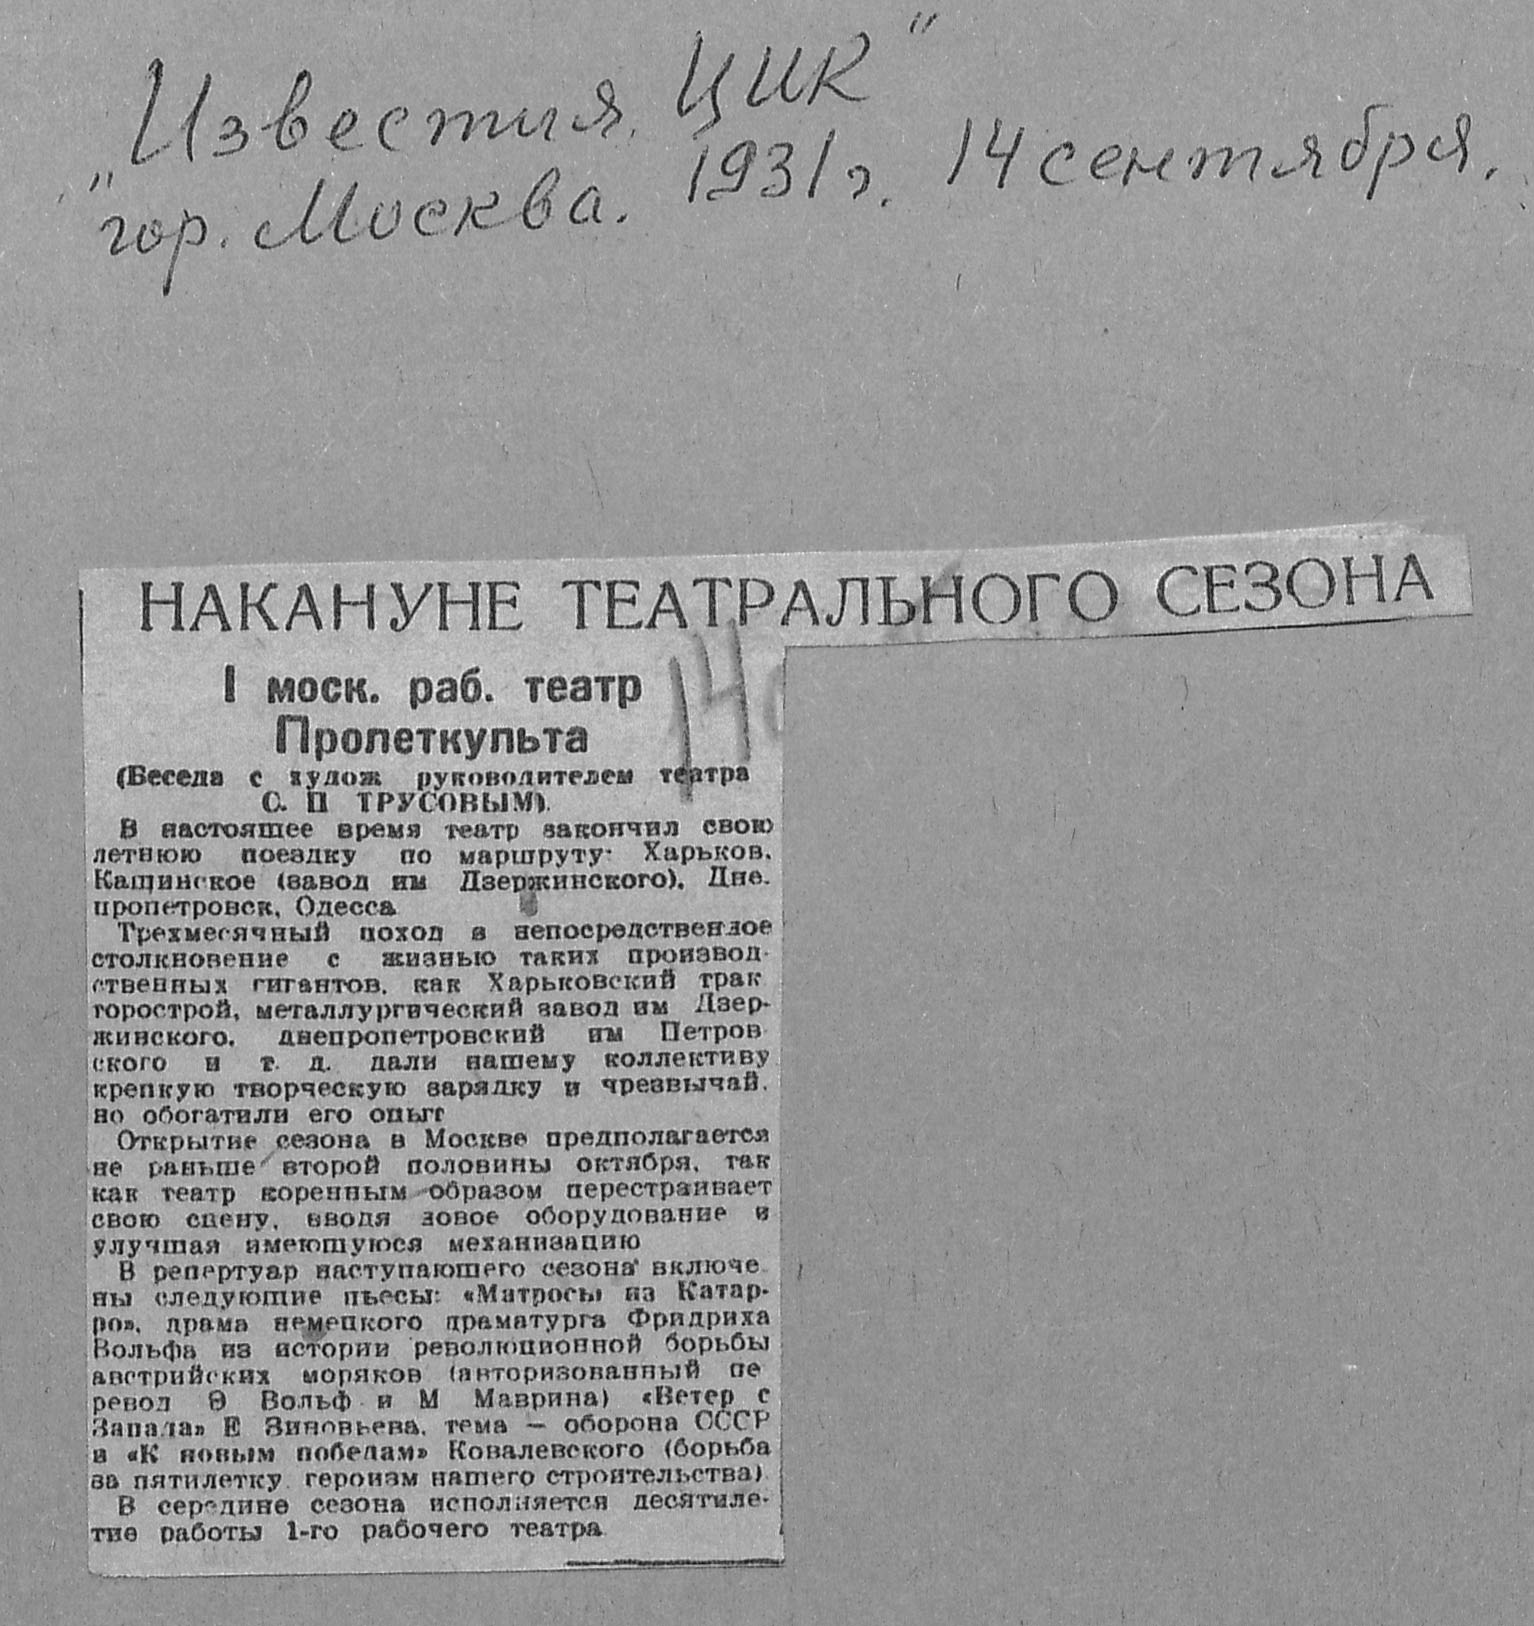 "Известия ЦИК"
гор. Москва. 1931 г. 14 сентября.
НАКАНУНЕ ТЕАТРАЛЬНОГО СЕЗОНА
I моск. раб. театр
Пролеткульта
(Беседа с худож руководителем театра
С. П ТРУСОВЫМ).
В настоящее время театр закончил свою
летнюю поездку по маршруту: Харьков,
Кащинское (завод им Дзержинского), Дне-
пропетровск, Одесса
Трехмесячный поход в непосредственное
столкновение с жизнью таких производ-
ственных гигантов, как Харьковский трак
торострой, металлургический завод им Дзер-
жинского, днепропетровский им Петров
ского и т. д. дали нашему коллективу
крепкую творческую зарядку и чрезвычай-
но обогатили его опыт
Открытие сезона в Москве предполагается
не раньше второй половины октября, так
как театр коренным образом перестраивает
свою сцену, вводя новое оборудование и
улучшая имеющуюся механизацию
В репертуар наступающего сезона включе
ны следующие пьесы: «Матросы из Катар-
ро», драма немецкого драматурга Фридриха
Вольфа из истории революционной борьбы
австрийских моряков (авторизованный пе
ревод Э Вольф и М Маврина) «Ветер с
Запада» Е Зиновьева, тема — оборона СССР
и «К новым победам» Ковалевского (борьба
за пятилетку героизм нашего строительства)
В середине сезона исполняется десятиле-
тие работы 1-го рабочего театра